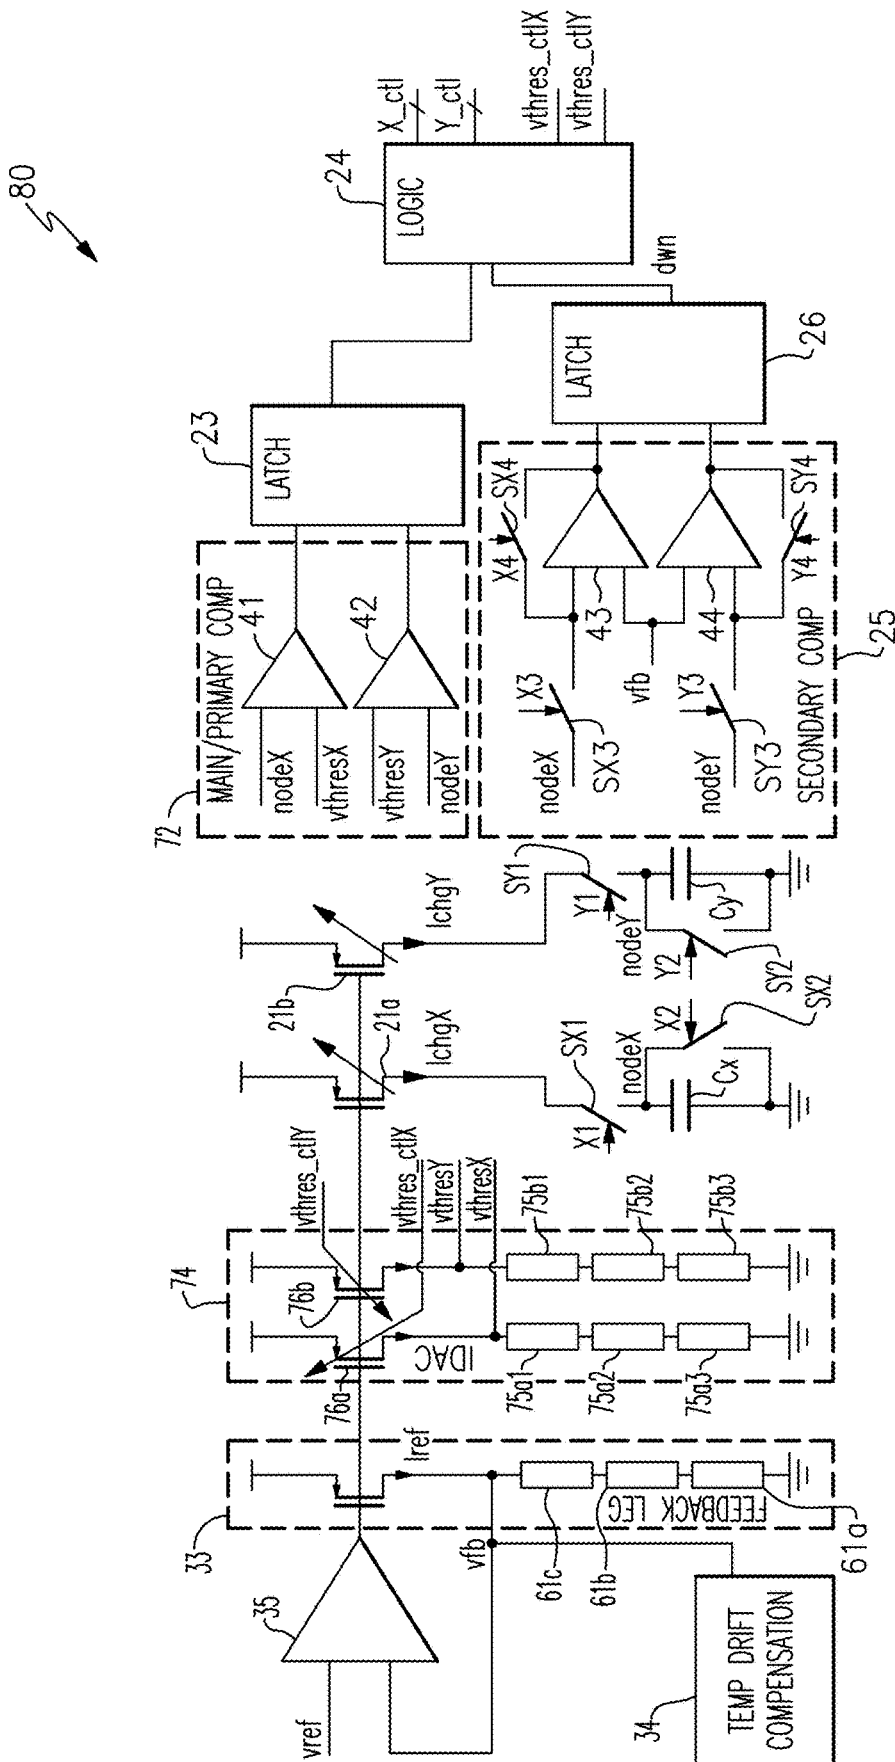 80
vref
35
33
Iref
vfb
61c
61b
61a
FEEDBACK LEG
34
TEMP DRIFT
COMPENSATION
74
76a
76b
IDAC
vthres_ctlY
vthres_ctlX
vthresY
vthresX
75a1
75a2
75a3
75b1
75b2
75b3
21b
21a
IchgX
IchgY
SX1
X1
nodeX
Cx
X2
SX2
SY1
Y1
nodeY
Y2
SY2
Cy
72
MAIN/PRIMARY COMP
nodeX
vthresX
vthresY
nodeY
41
42
23
LATCH
nodeX
X3
SX3
X4
SX4
43
vfb
44
nodeY
Y3
SY3
Y4
SY4
SECONDARY COMP
25
LATCH
26
dwn
24
LOGIC
X_ctl
Y_ctl
vthres_ctlX
vthres_ctlY